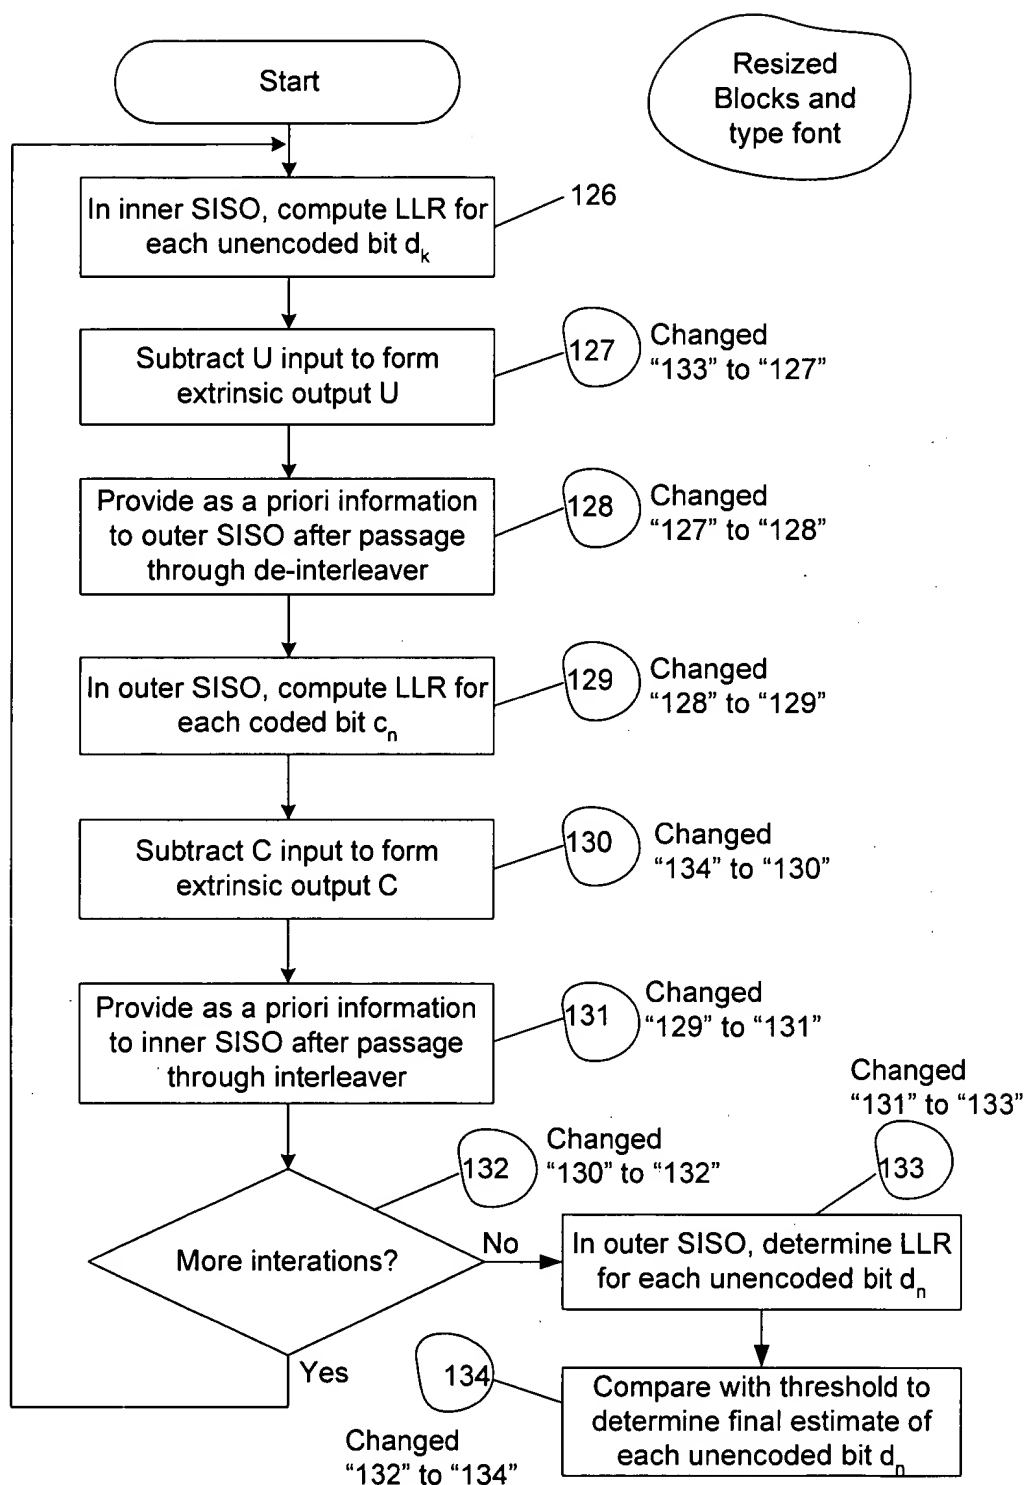 Start
Resized
Blocks and
type font
In inner SISO, compute LLR for
each unencoded bit dk
126
Subtract U input to form
extrinsic output U
127
Changed
“133” to “127”
Provide as a priori information
to outer SISO after passage
through de-interleaver
128
Changed
“127” to “128”
In outer SISO, compute LLR for
each coded bit cn
129
Changed
“128” to “129”
Subtract C input to form
extrinsic output C
130
Changed
“134” to “130”
Provide as a priori information
to inner SISO after passage
through interleaver
131
Changed
“129” to “131”
More interations?
132
Changed
“130” to “132”
No
Yes
Changed
“131” to “133”
133
In outer SISO, determine LLR
for each unencoded bit dn
134
Changed
“132” to “134”
Compare with threshold to
determine final estimate of
each unencoded bit dn